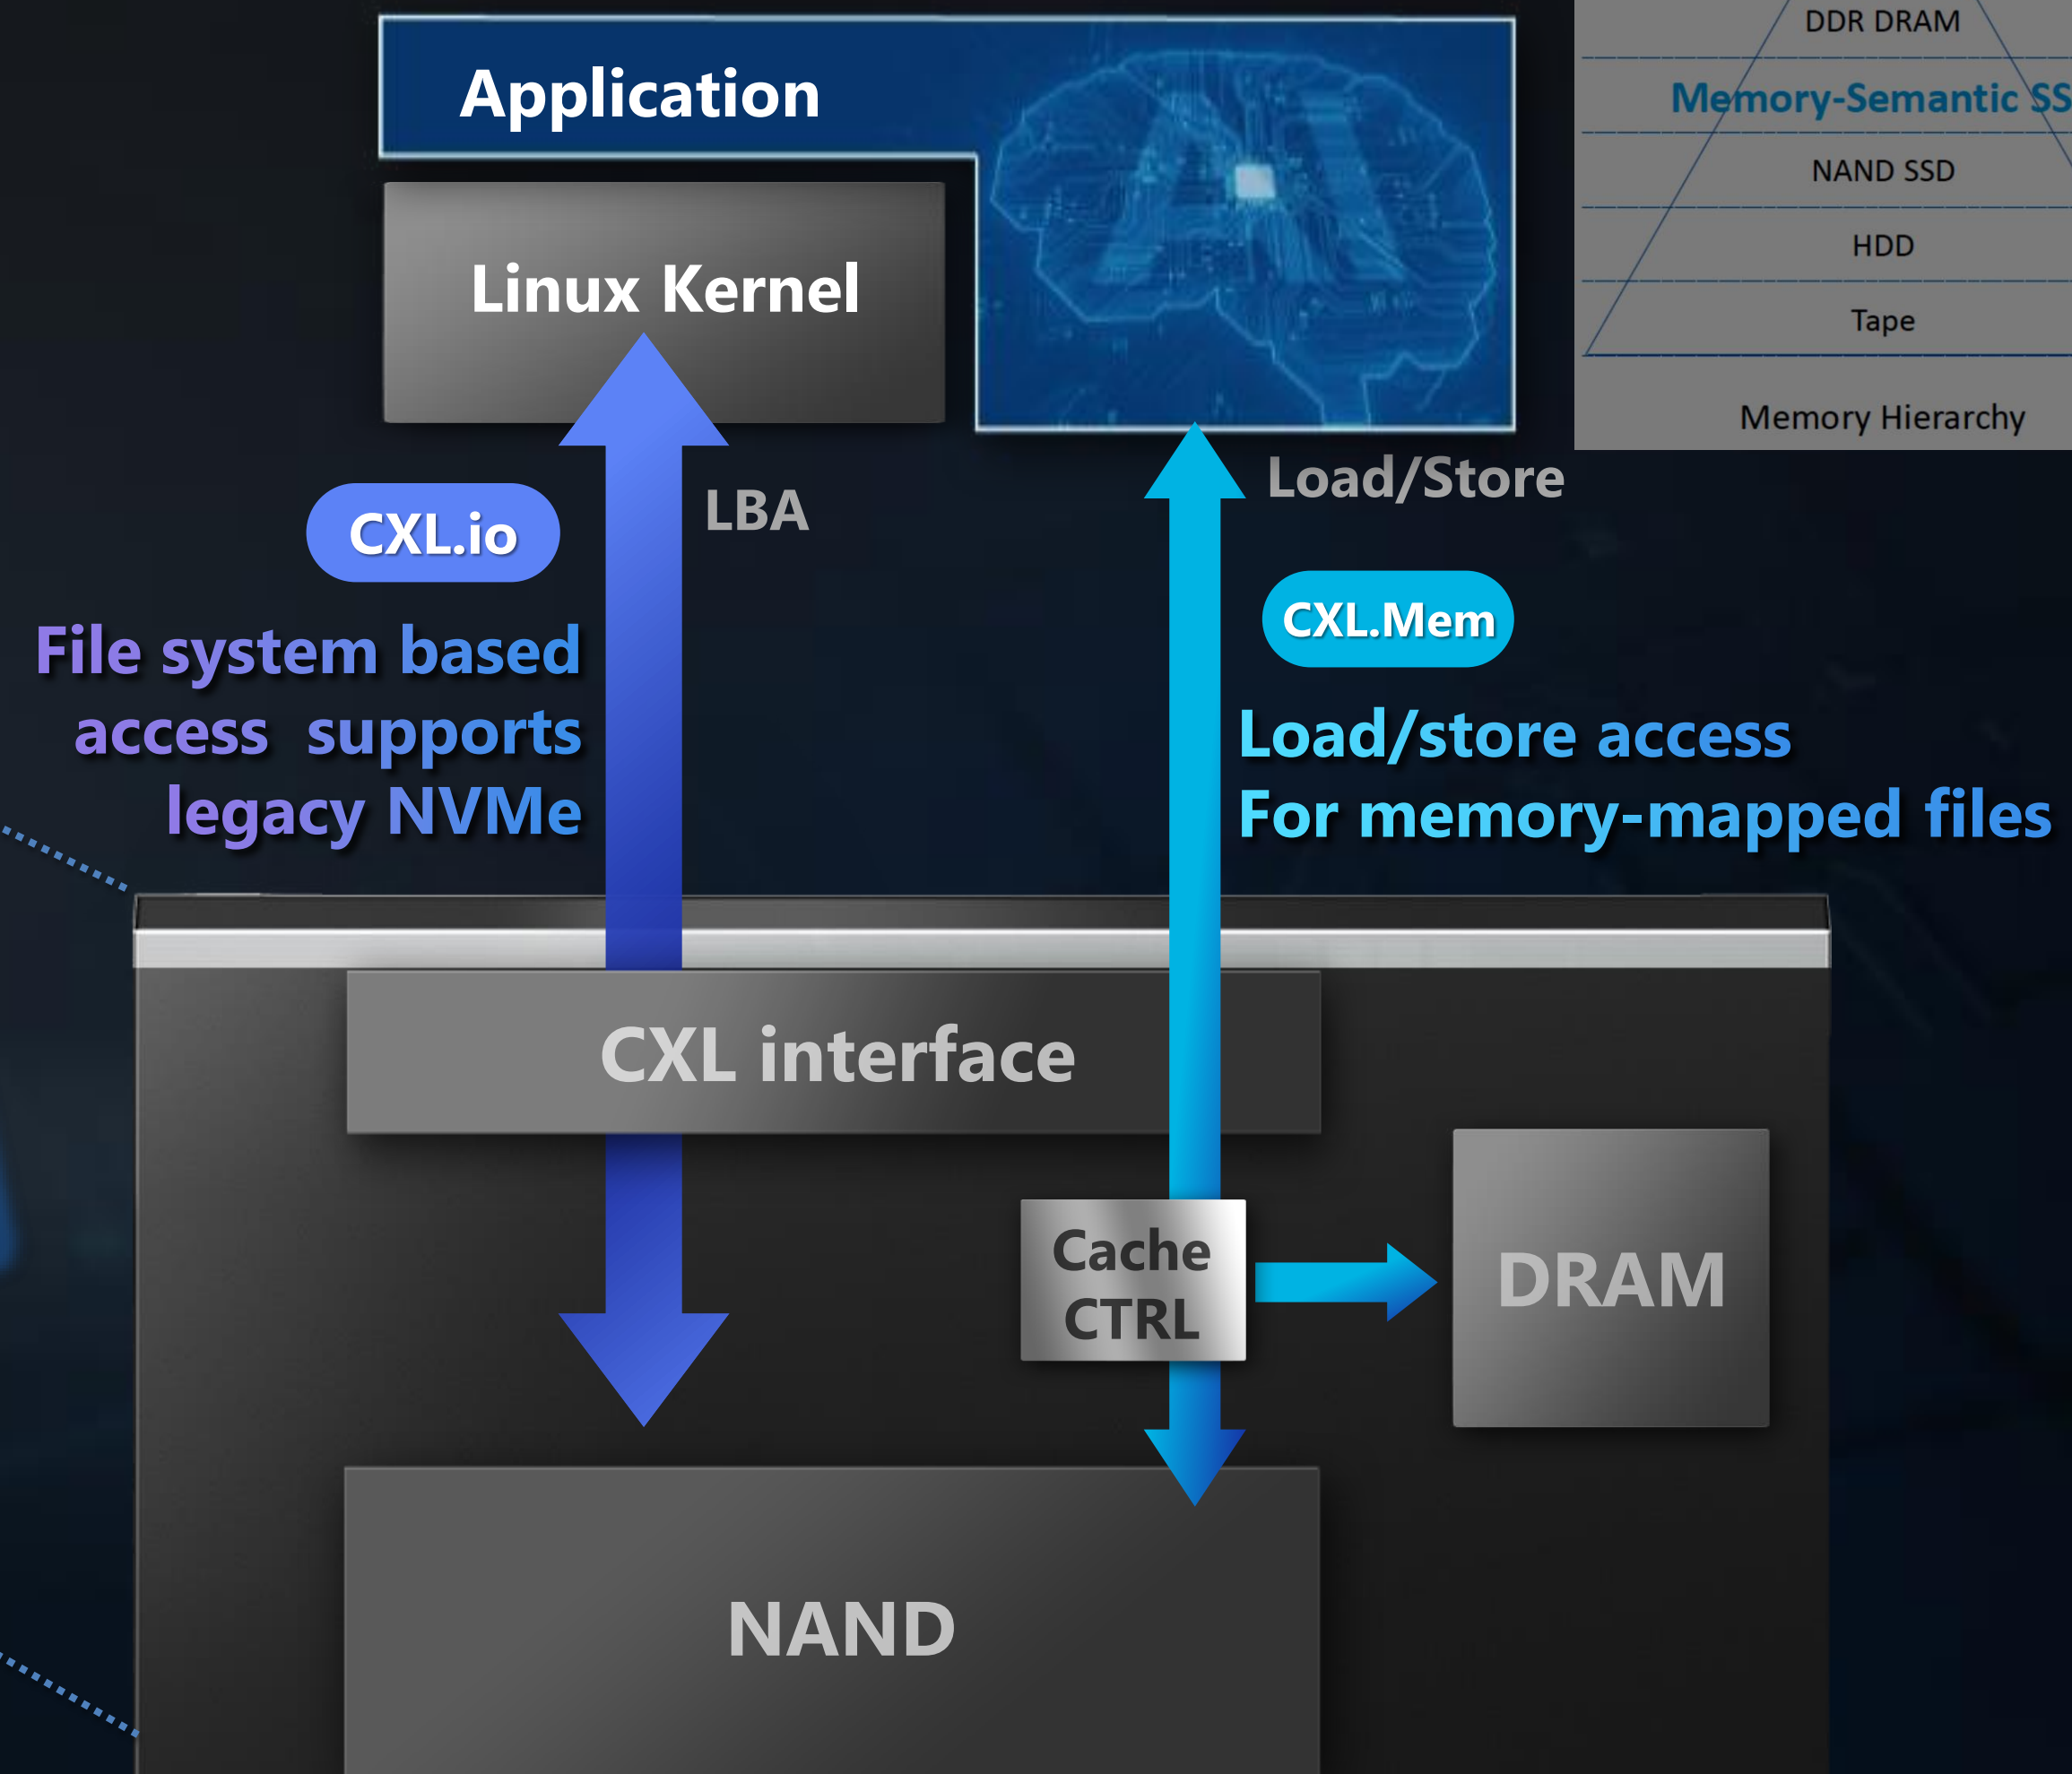 Application
Linux Kernel
DDR DRAM
Memory-Semantic SS
NAND SSD
HDD
Tape
Memory Hierarchy
CXL.io
LBA
File system based
access supports
legacy NVMe
Load/Store
CXL.Mem
Load/store access
For memory-mapped files
CXL interface
Cache
CTRL
DRAM
NAND